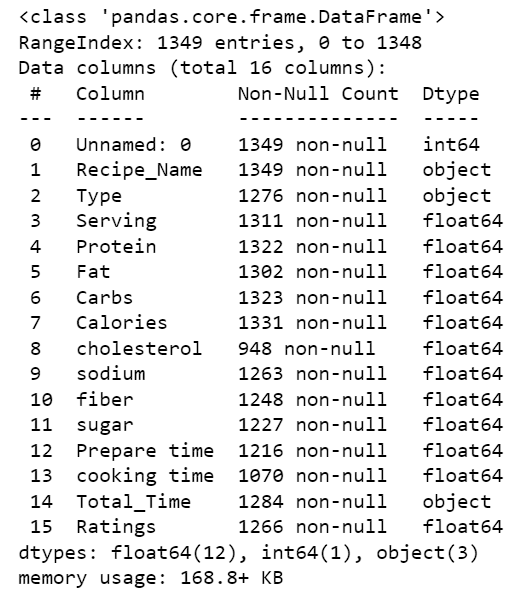 <class 'pandas.core.frame.DataFrame'>
RangeIndex: 1349 entries, 0 to 1348
Data columns (total 16 columns):
 #   Column        Non-Null Count  Dtype
---  ------        --------------  -----
 0   Unnamed: 0    1349 non-null   int64
 1   Recipe_Name   1349 non-null   object
 2   Type          1276 non-null   object
 3   Serving       1311 non-null   float64
 4   Protein       1322 non-null   float64
 5   Fat           1302 non-null   float64
 6   Carbs         1323 non-null   float64
 7   Calories      1331 non-null   float64
 8   cholesterol   948 non-null    float64
 9   sodium        1263 non-null   float64
 10  fiber         1248 non-null   float64
 11  sugar         1227 non-null   float64
 12  Prepare time  1216 non-null   float64
 13  cooking time  1070 non-null   float64
 14  Total_Time    1284 non-null   object
 15  Ratings       1266 non-null   float64
dtypes: float64(12), int64(1), object(3)
memory usage: 168.8+ KB